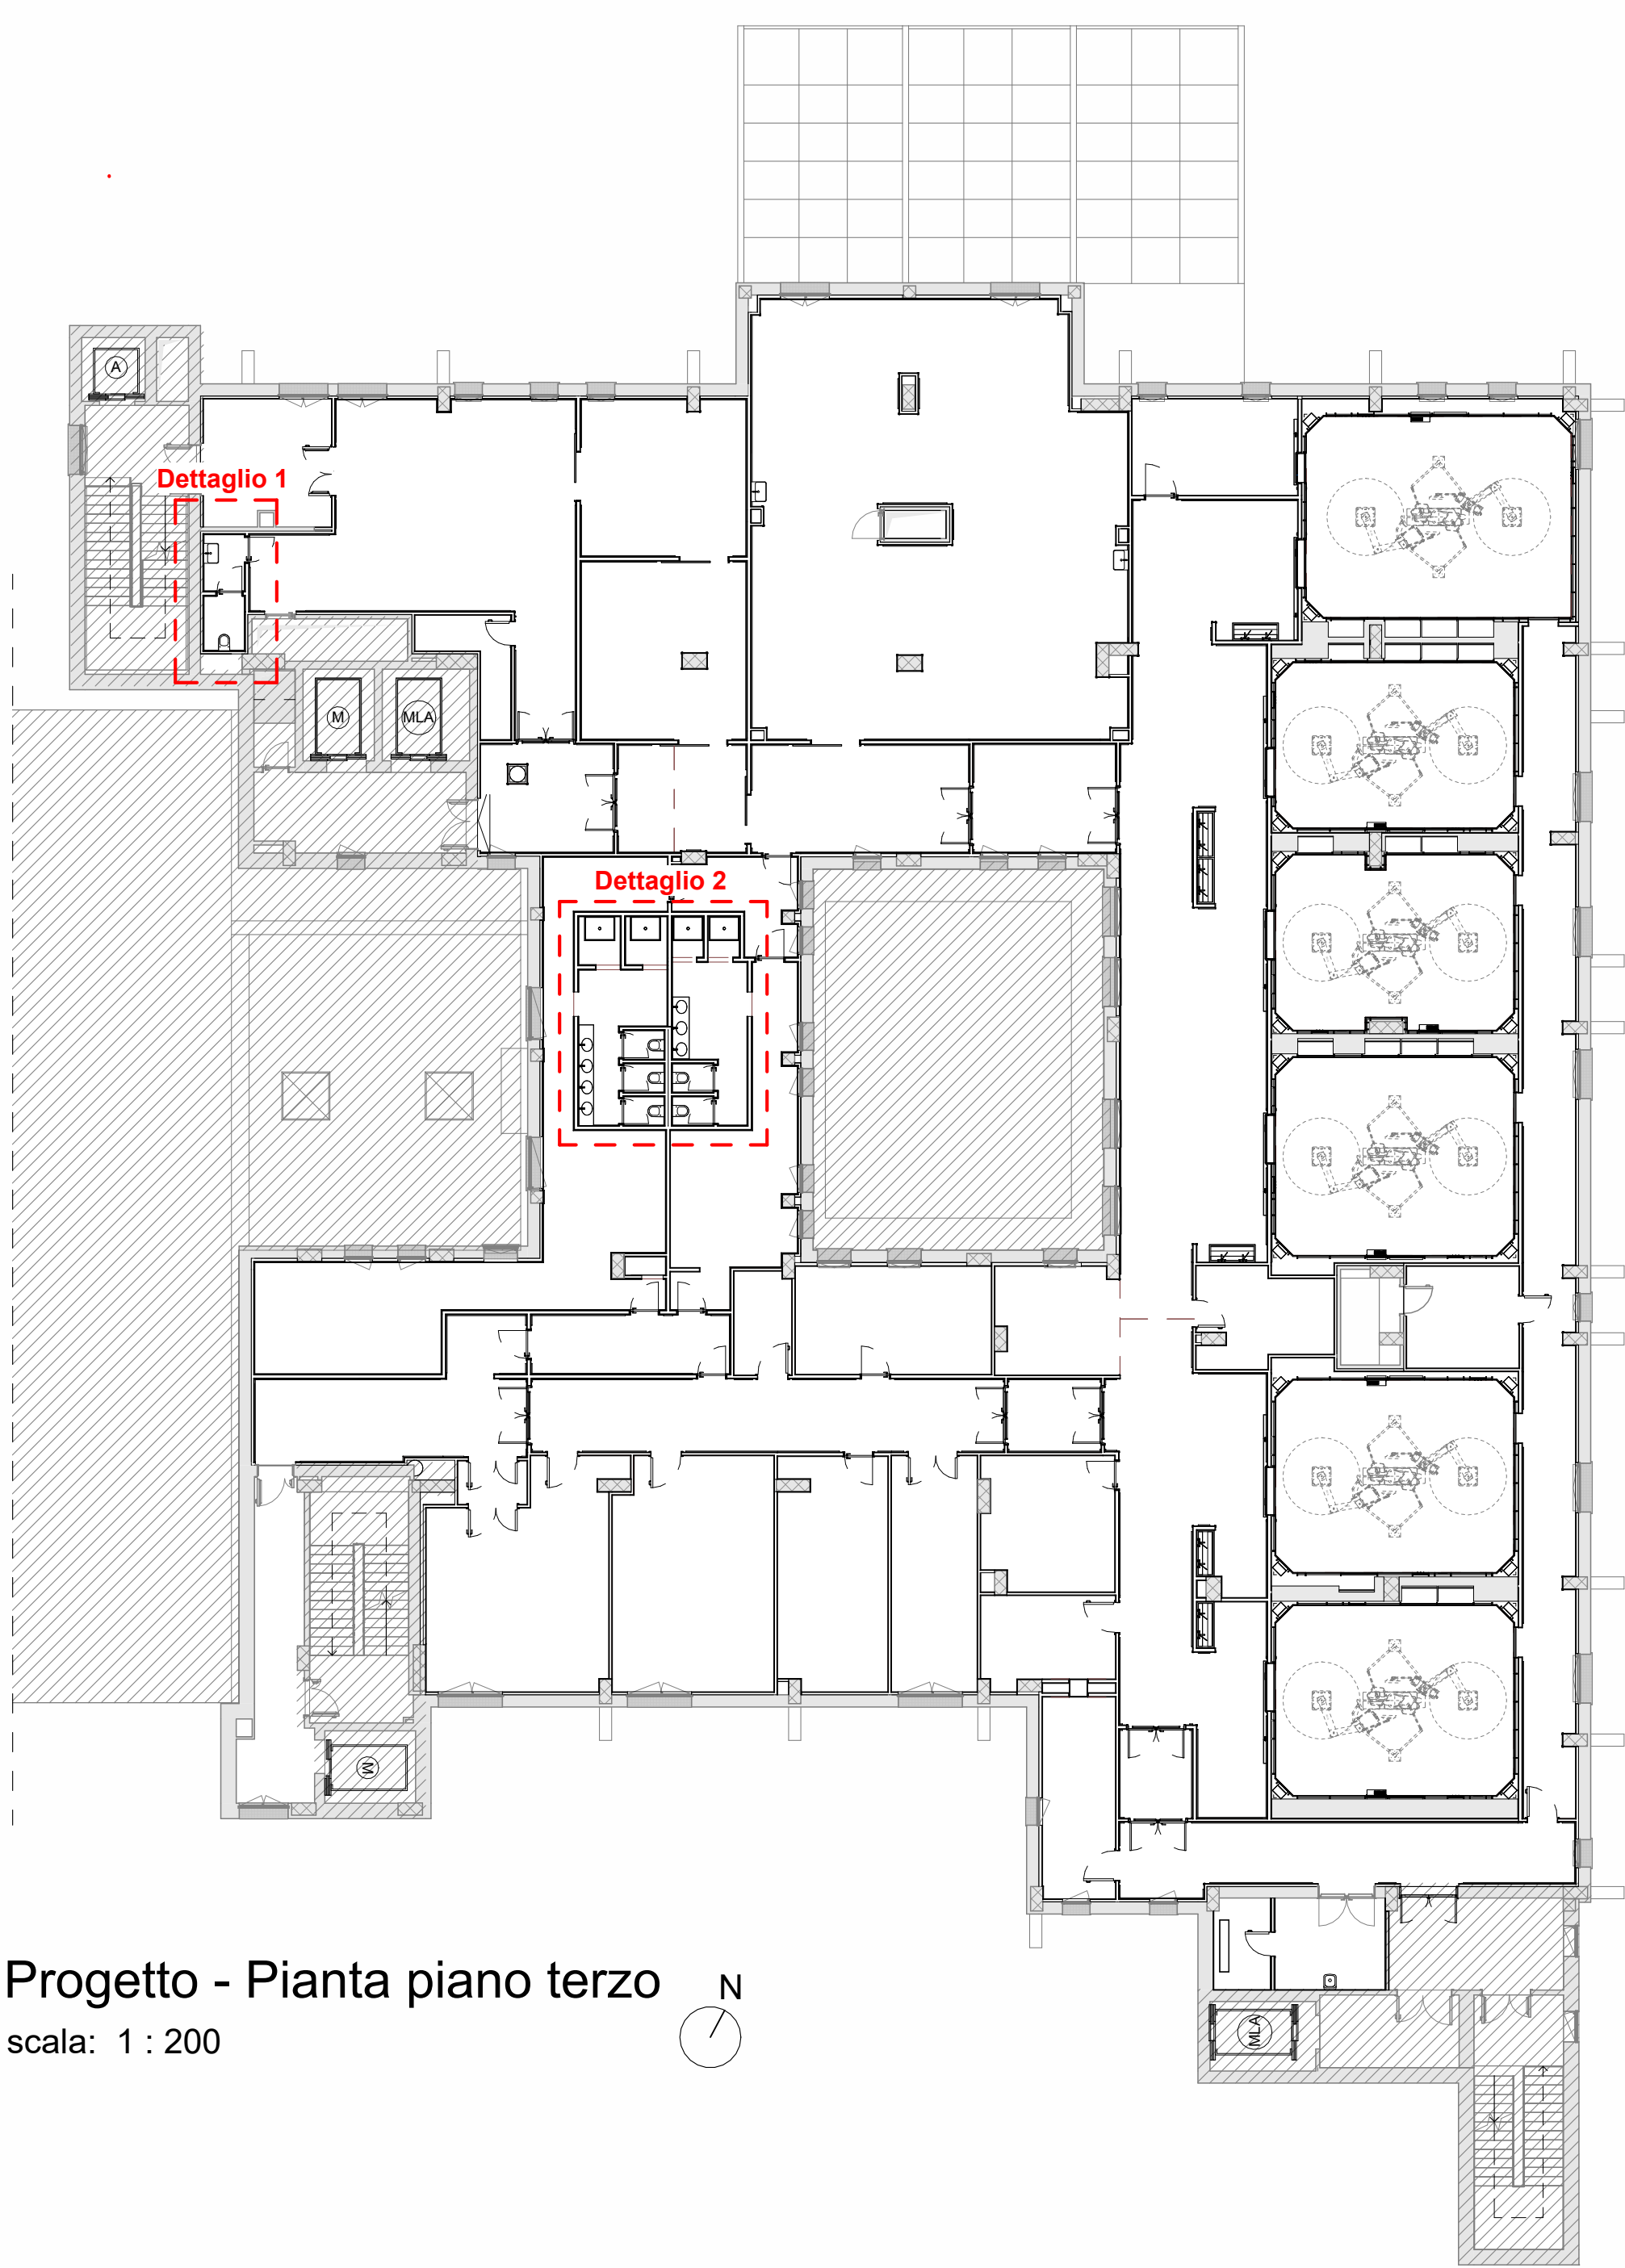 A
Dettaglio 1
M
MLA
Dettaglio 2
M
Progetto - Pianta piano terzo
N
scala: 1 : 200
MLA